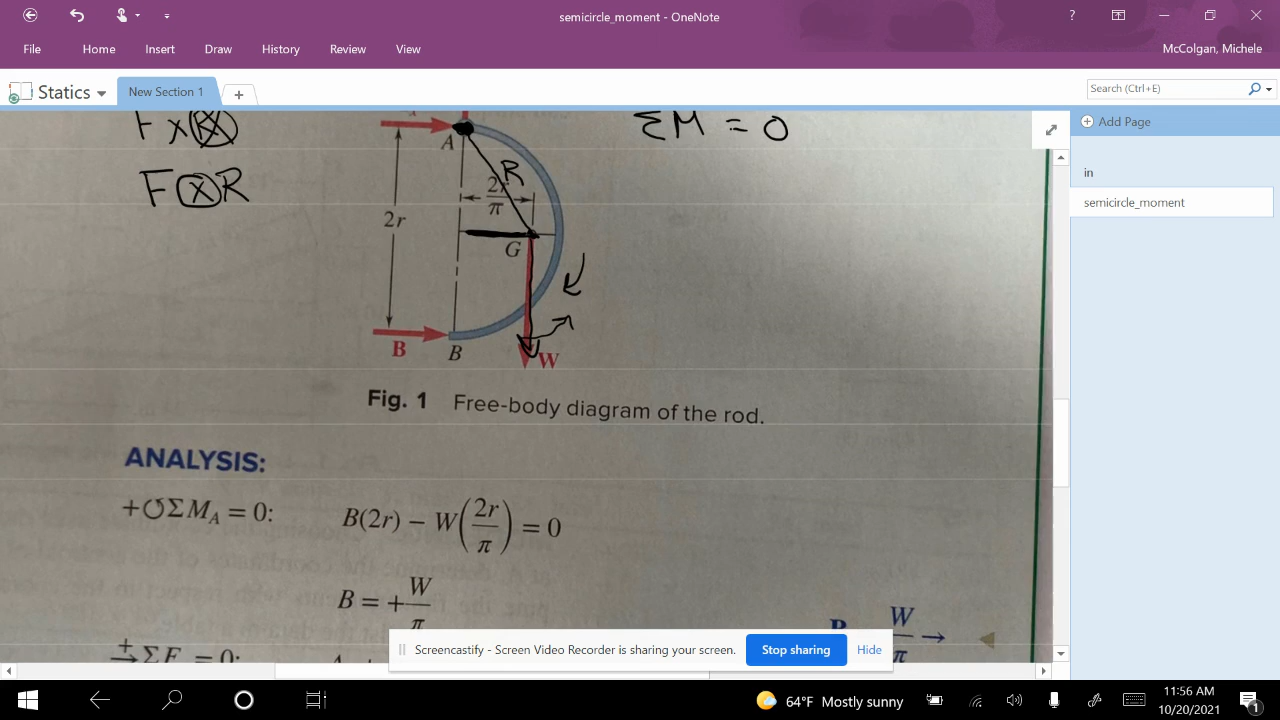 semicircle_moment - OneNote
?
File Home Insert Draw History Review View
McColgan, Michele
Statics
New Section 1
+
Search (Ctrl+E)
Add Page
in
semicircle_moment
F x ⊗
ΣM = 0
F ⊗ R
A
R
2r/π
2r
G
B
B
W
Fig. 1 Free-body diagram of the rod.
ANALYSIS:
+↺ΣM_A = 0: B(2r) − W(2r/π) = 0
B = +W/π
W/π →
+→ ΣF = 0:
Screencastify - Screen Video Recorder is sharing your screen.
Stop sharing
Hide
64°F Mostly sunny
11:56 AM
10/20/2021
1